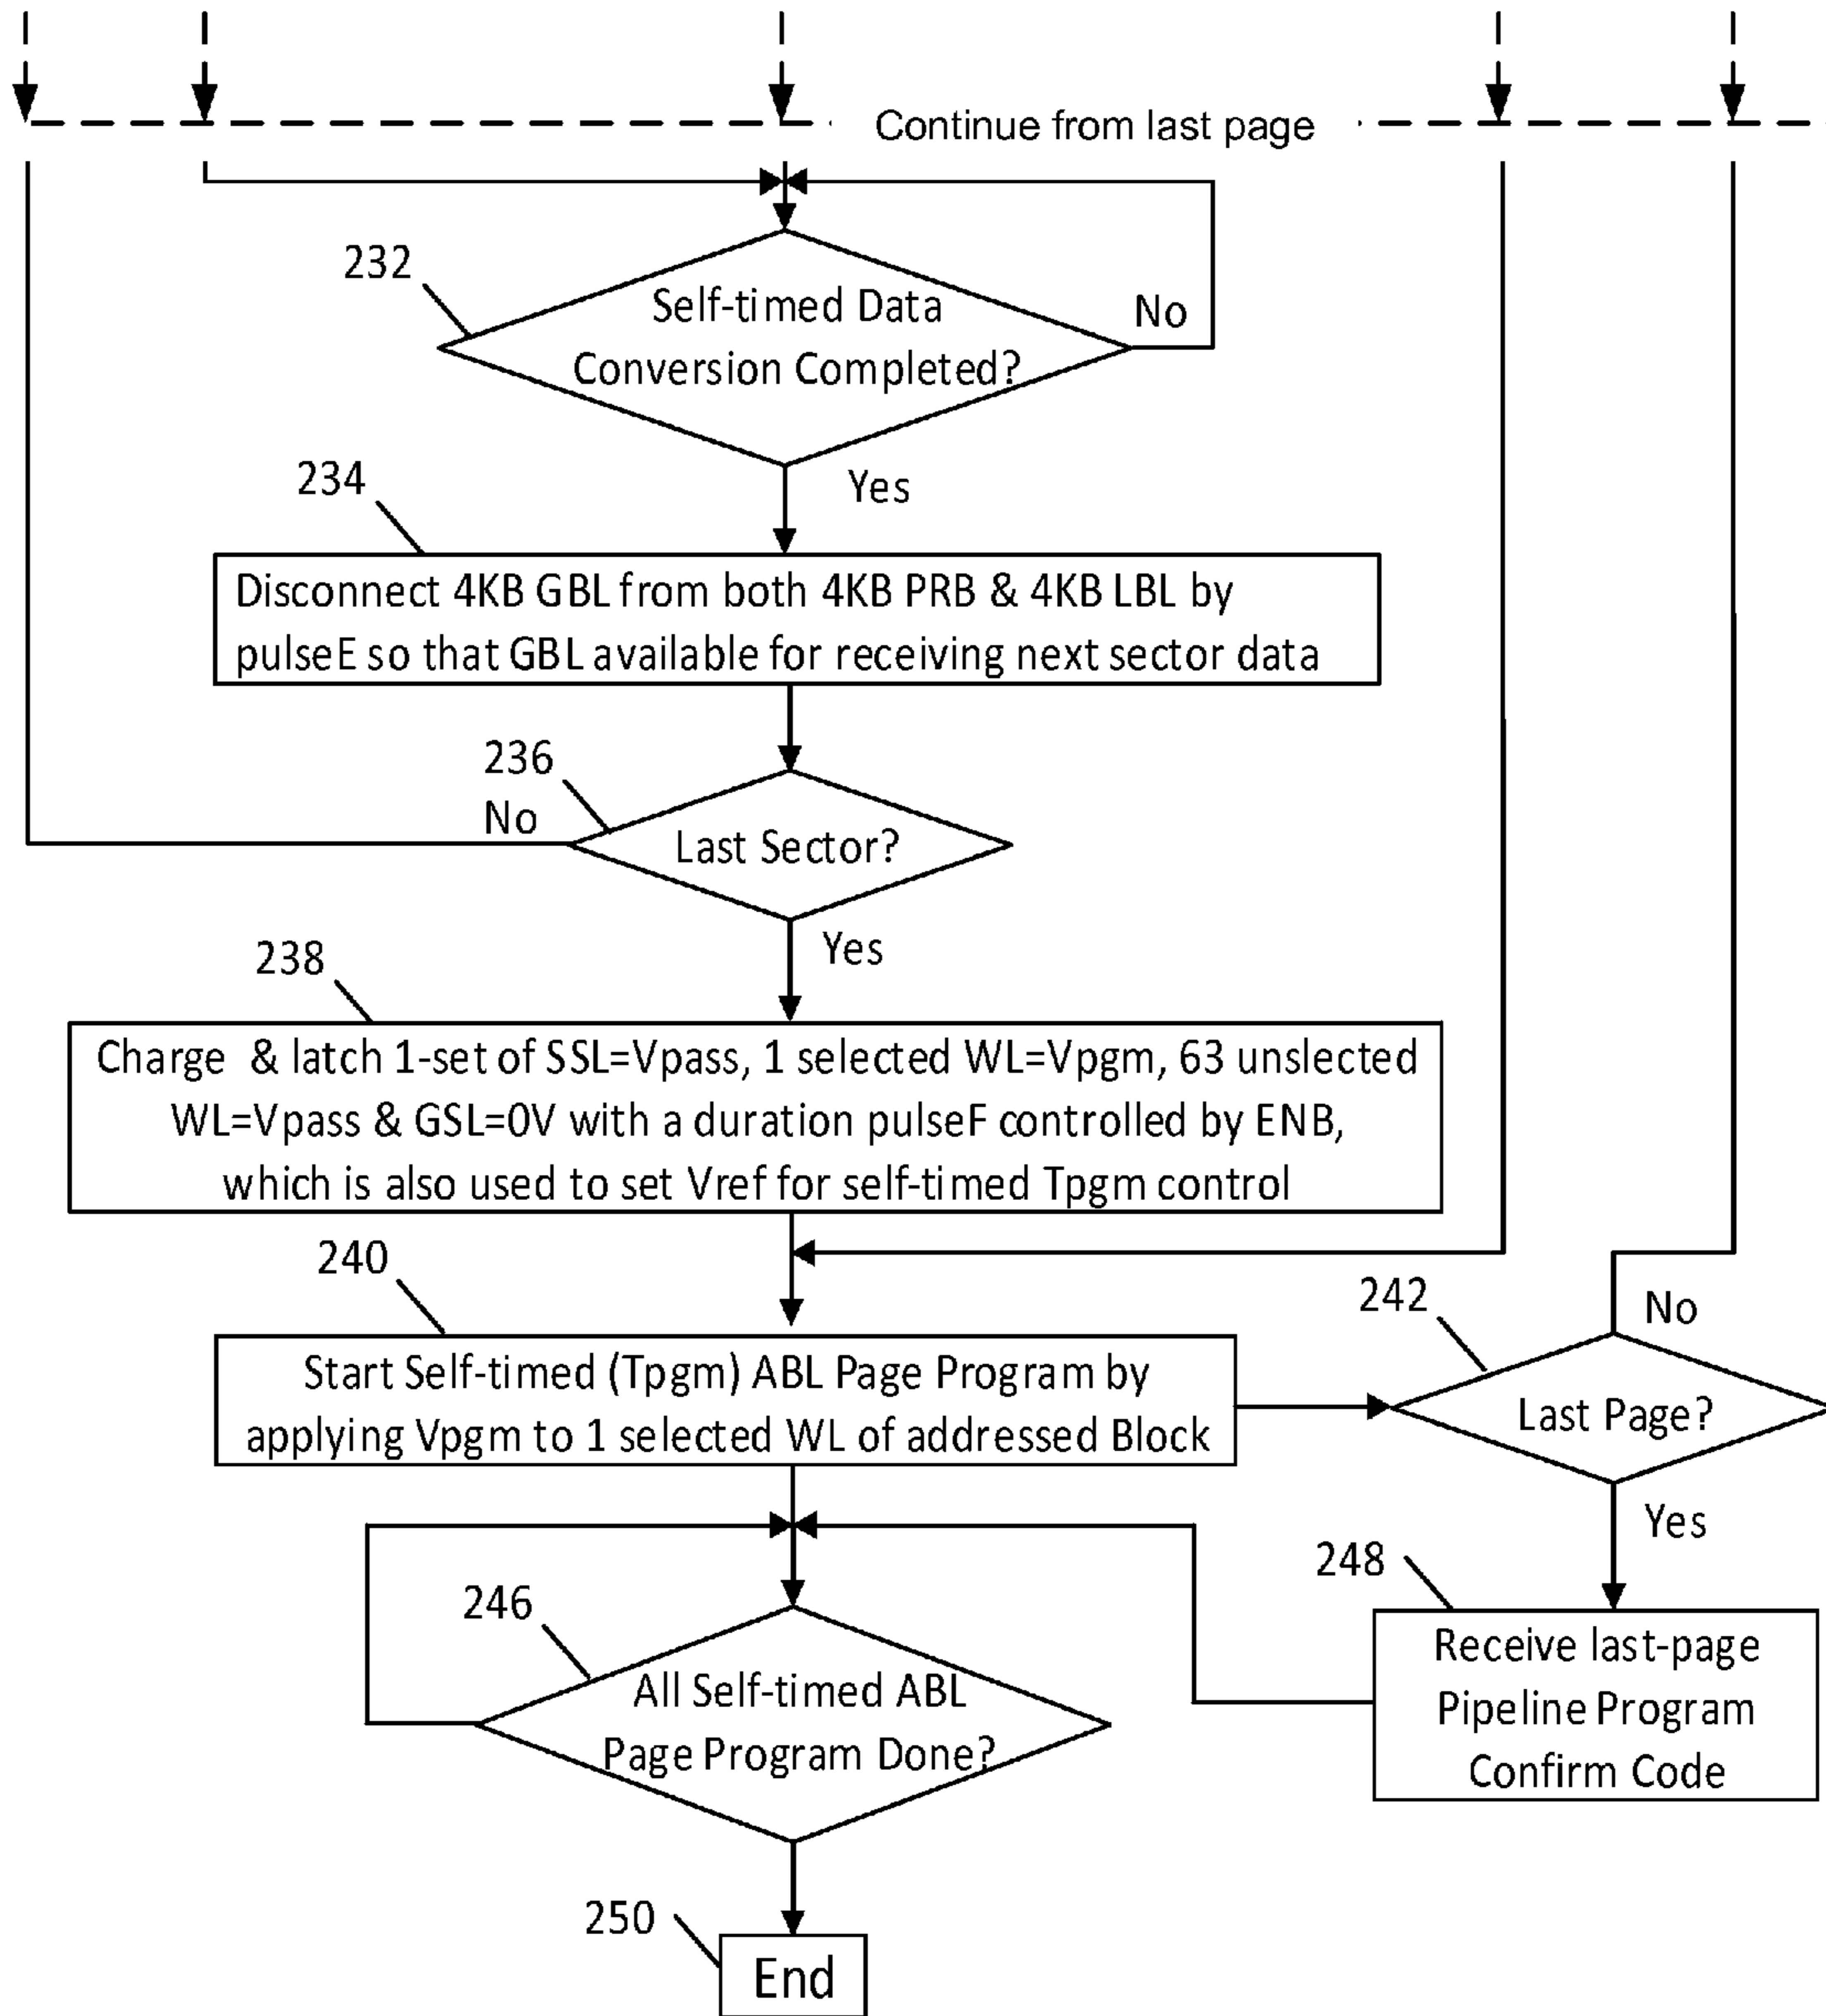 Continue from last page
232
Self-timed Data
Conversion Completed?
No
Yes
234
Disconnect 4KB GBL from both 4KB PRB & 4KB LBL by
pulseE so that GBL available for receiving next sector data
236
No
Last Sector?
Yes
238
Charge & latch 1-set of SSL=Vpass, 1 selected WL=Vpgm, 63 unslected
WL=Vpass & GSL=0V with a duration pulseF controlled by ENB,
which is also used to set Vref for self-timed Tpgm control
240
Start Self-timed (Tpgm) ABL Page Program by
applying Vpgm to 1 selected WL of addressed Block
242
No
Last Page?
Yes
248
Receive last-page
Pipeline Program
Confirm Code
246
All Self-timed ABL
Page Program Done?
250
End